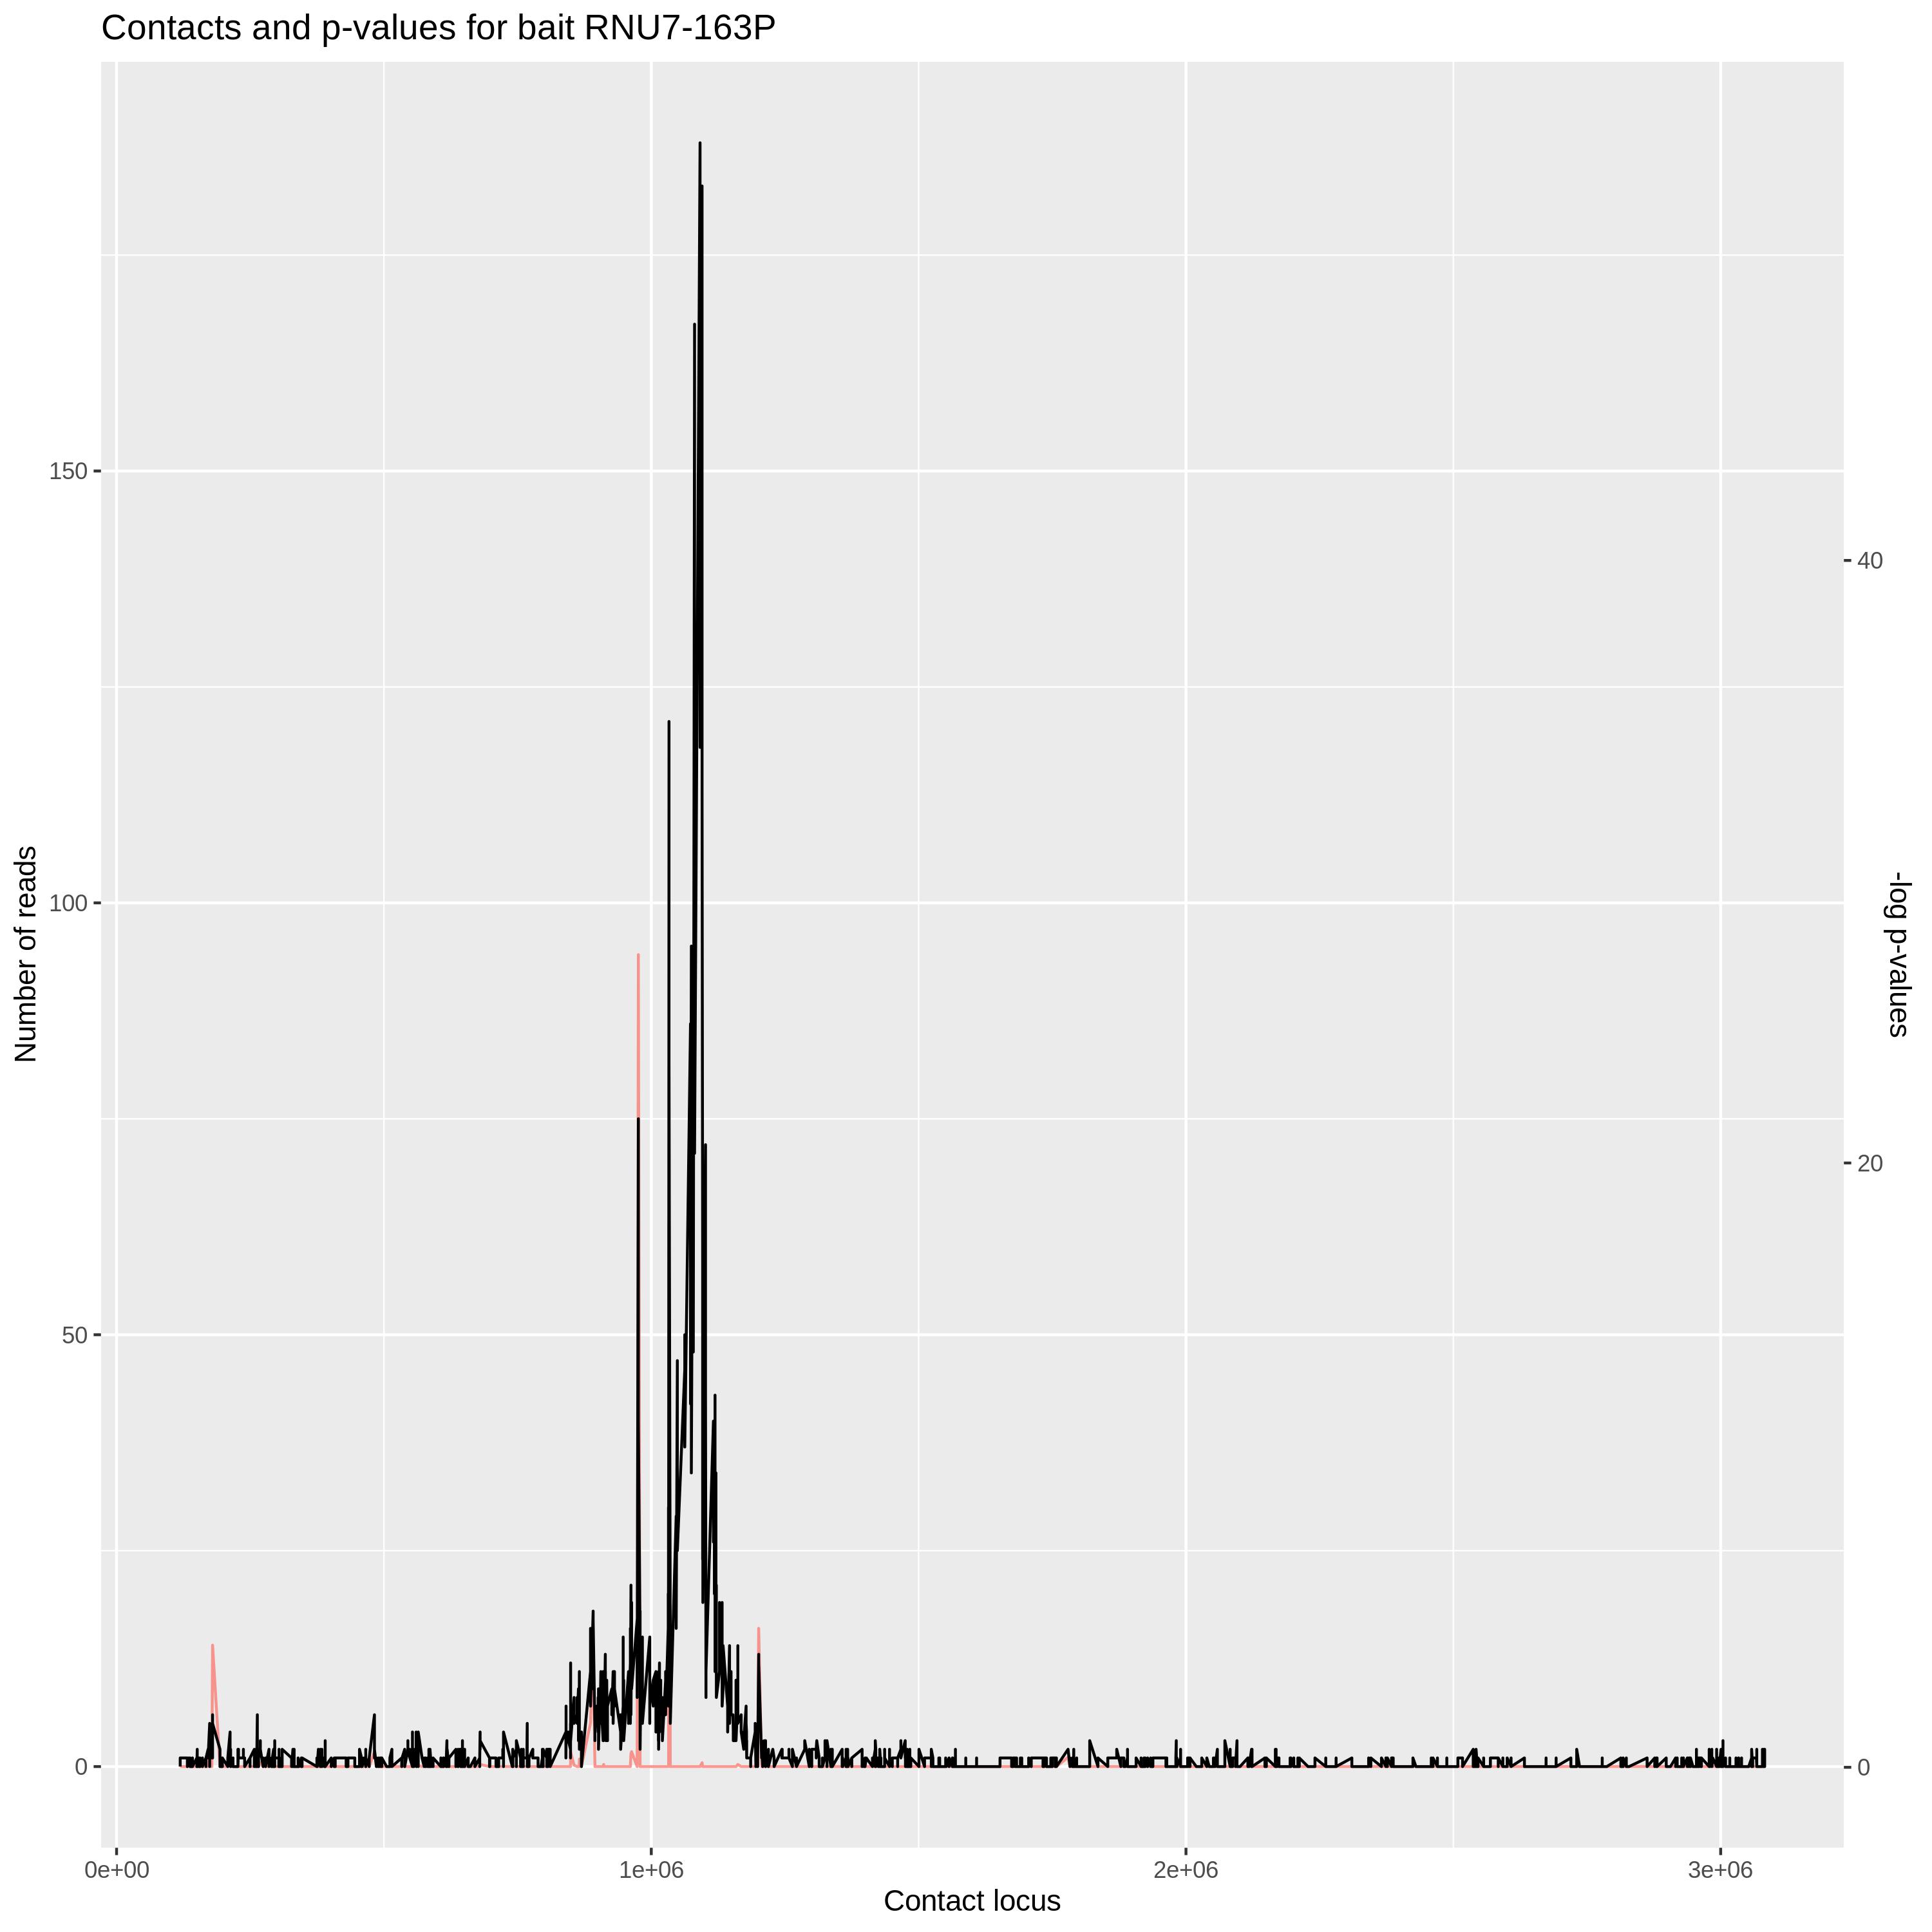 Contacts and p-values for bait RNU7-163P
150
100
50
0
Number of reads
40
20
0
-log p-values
0e+00
1e+06
2e+06
3e+06
Contact locus